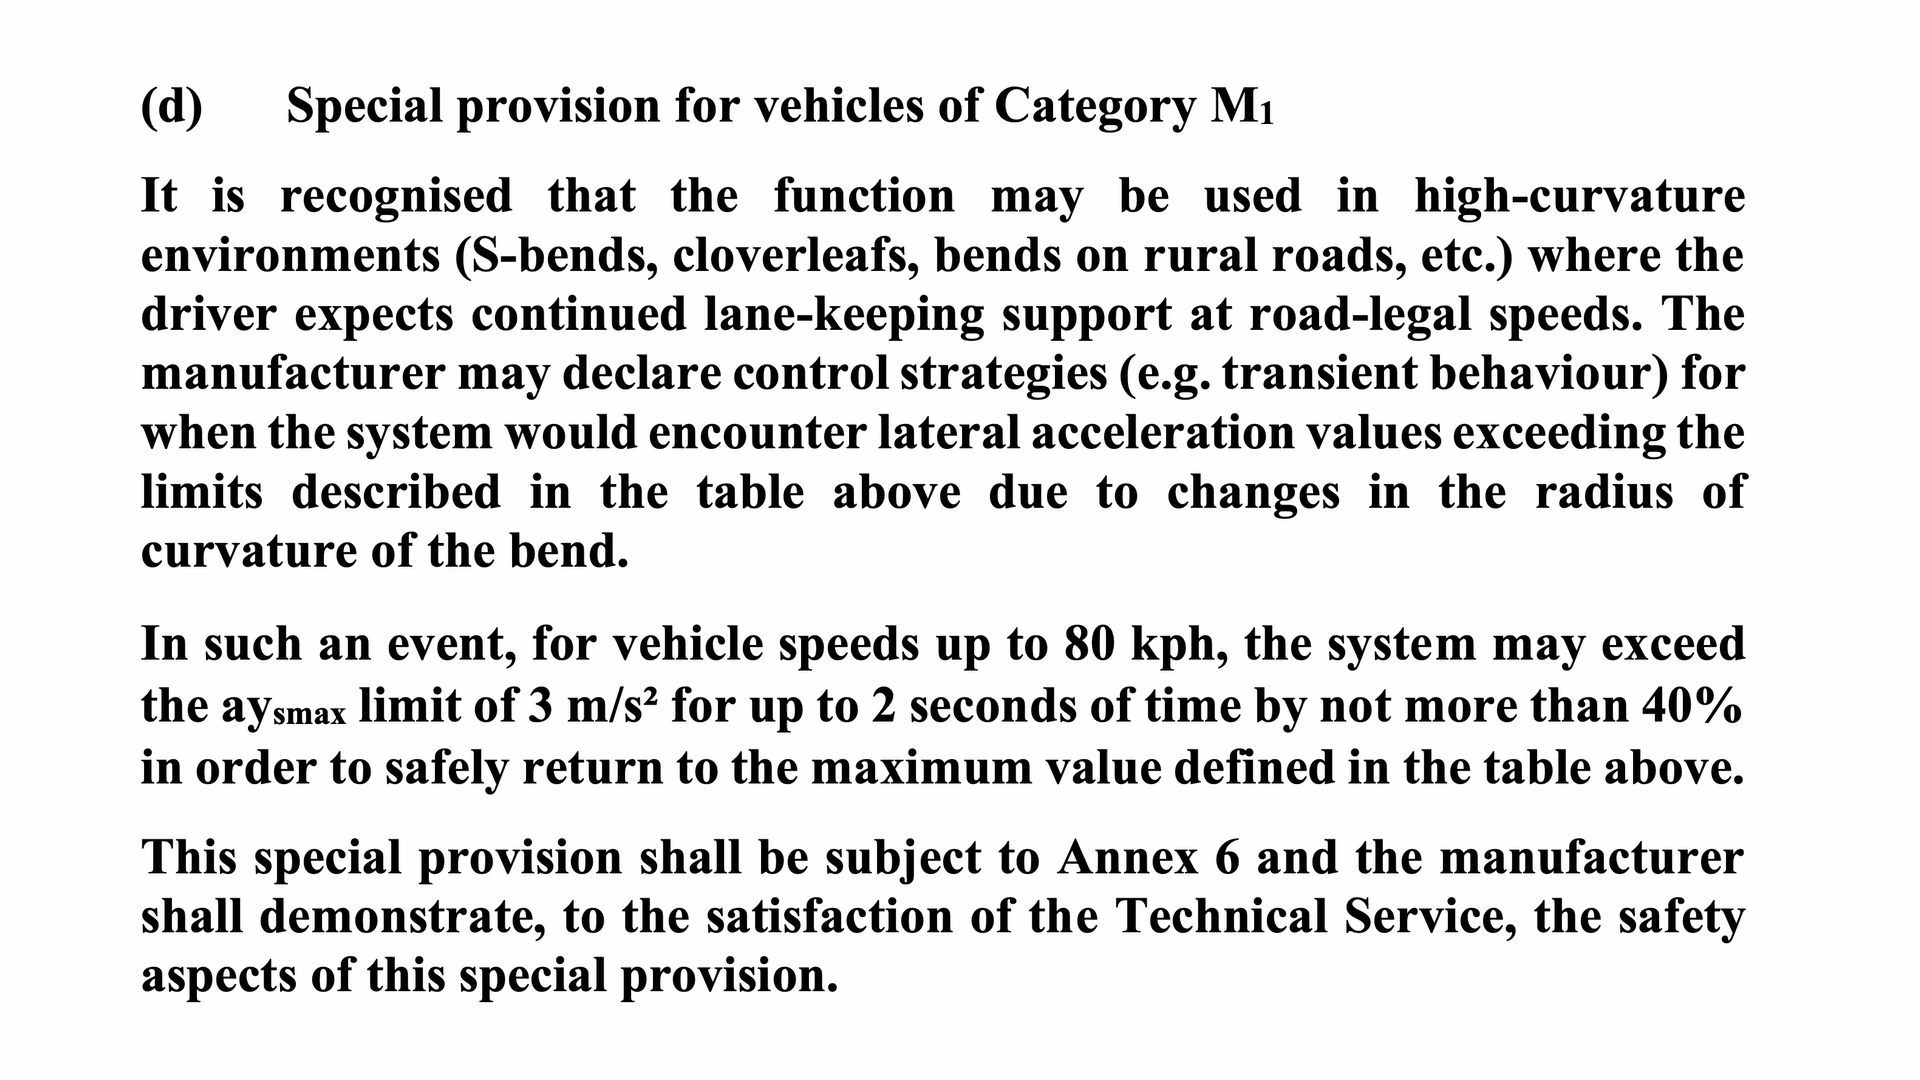 (d) Special provision for vehicles of Category M₁
It is recognised that the function may be used in high-curvature
environments (S-bends, cloverleafs, bends on rural roads, etc.) where the
driver expects continued lane-keeping support at road-legal speeds. The
manufacturer may declare control strategies (e.g. transient behaviour) for
when the system would encounter lateral acceleration values exceeding the
limits described in the table above due to changes in the radius of
curvature of the bend.
In such an event, for vehicle speeds up to 80 kph, the system may exceed
the aysmax limit of 3 m/s² for up to 2 seconds of time by not more than 40%
in order to safely return to the maximum value defined in the table above.
This special provision shall be subject to Annex 6 and the manufacturer
shall demonstrate, to the satisfaction of the Technical Service, the safety
aspects of this special provision.